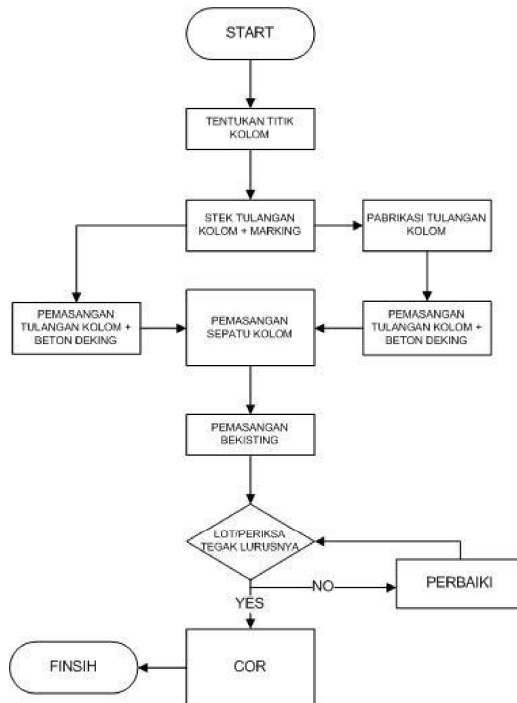 START
TENTUKAN TITIK
KOLOM
STEK TULANGAN
KOLOM + MARKING
PABRIKASI TULANGAN
KOLOM
PEMASANGAN
TULANGAN KOLOM +
BETON DEKING
PEMASANGAN
SEPATU KOLOM
PEMASANGAN
TULANGAN KOLOM +
BETON DEKING
PEMASANGAN
BEKISTING
LOT/PERIKSA
TEGAK LURUSNYA
NO
PERBAIKI
YES
FINSIH
COR